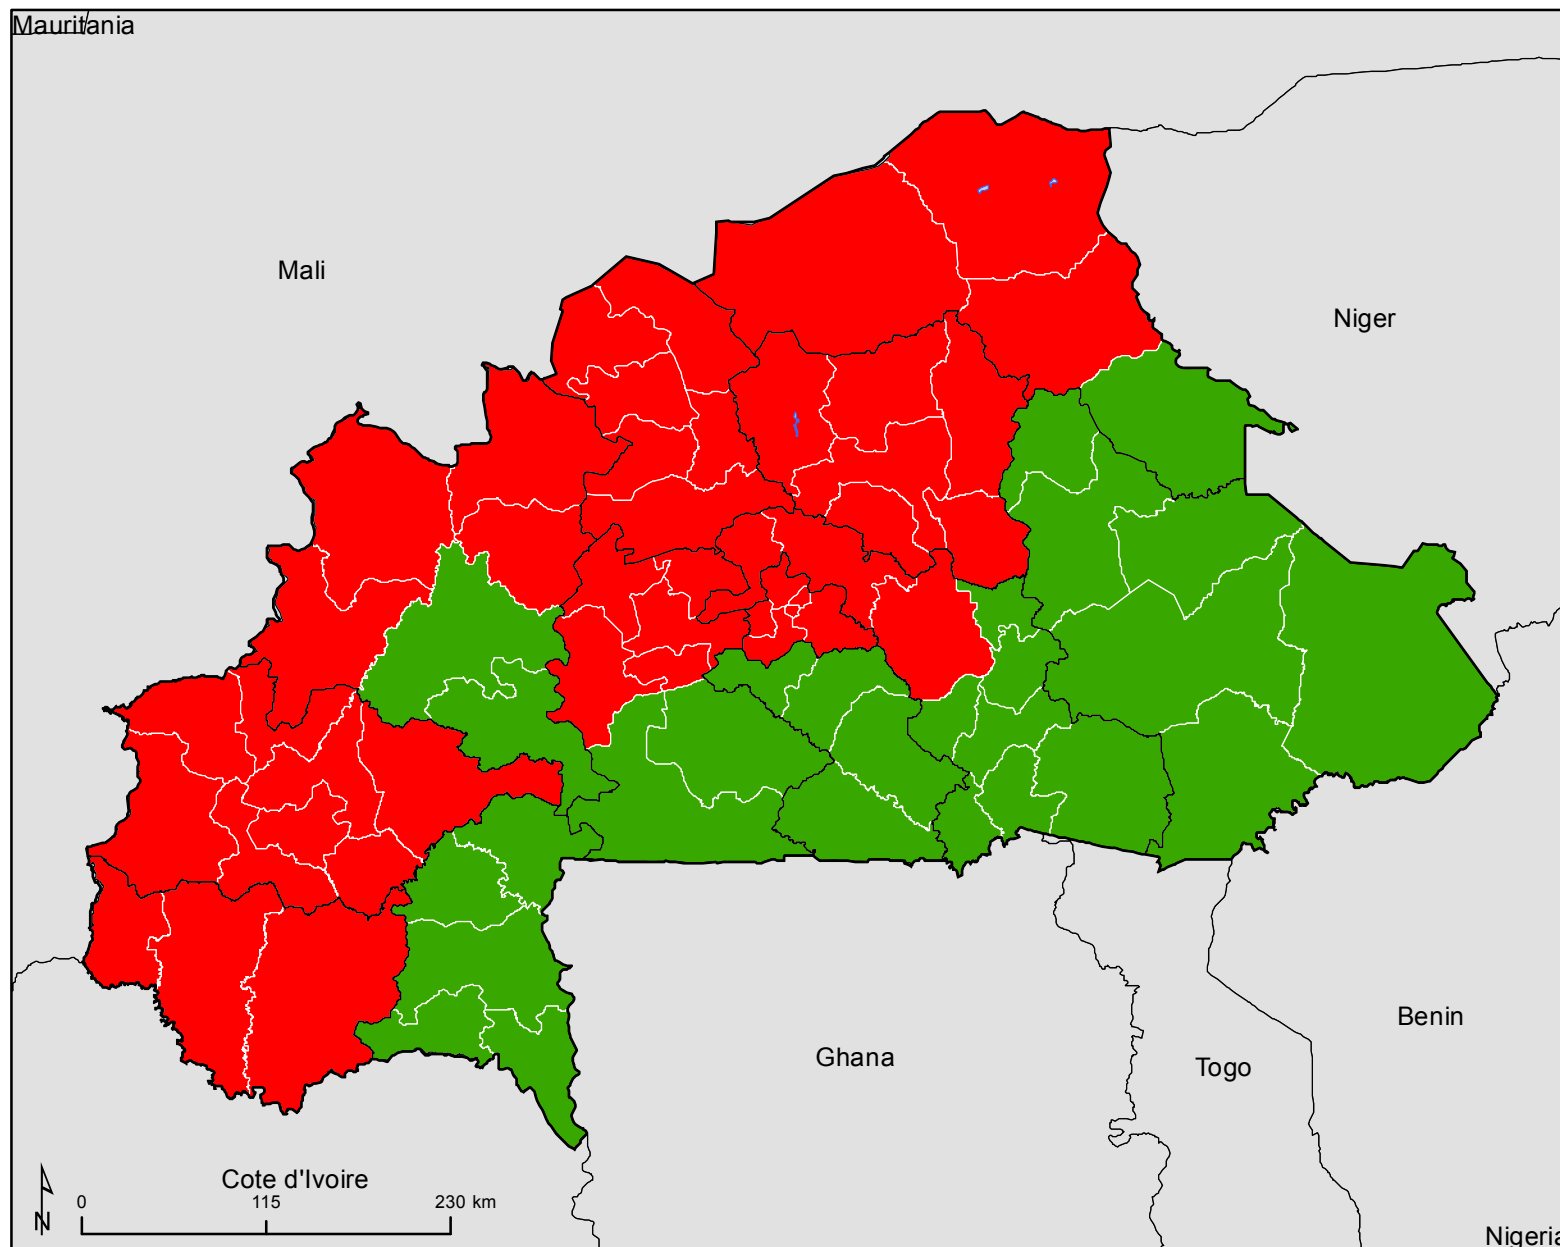 Mauritania
Mali
Niger
Benin
Ghana
Togo
Cote d'Ivoire
0 115 230 km
N
Nigeria